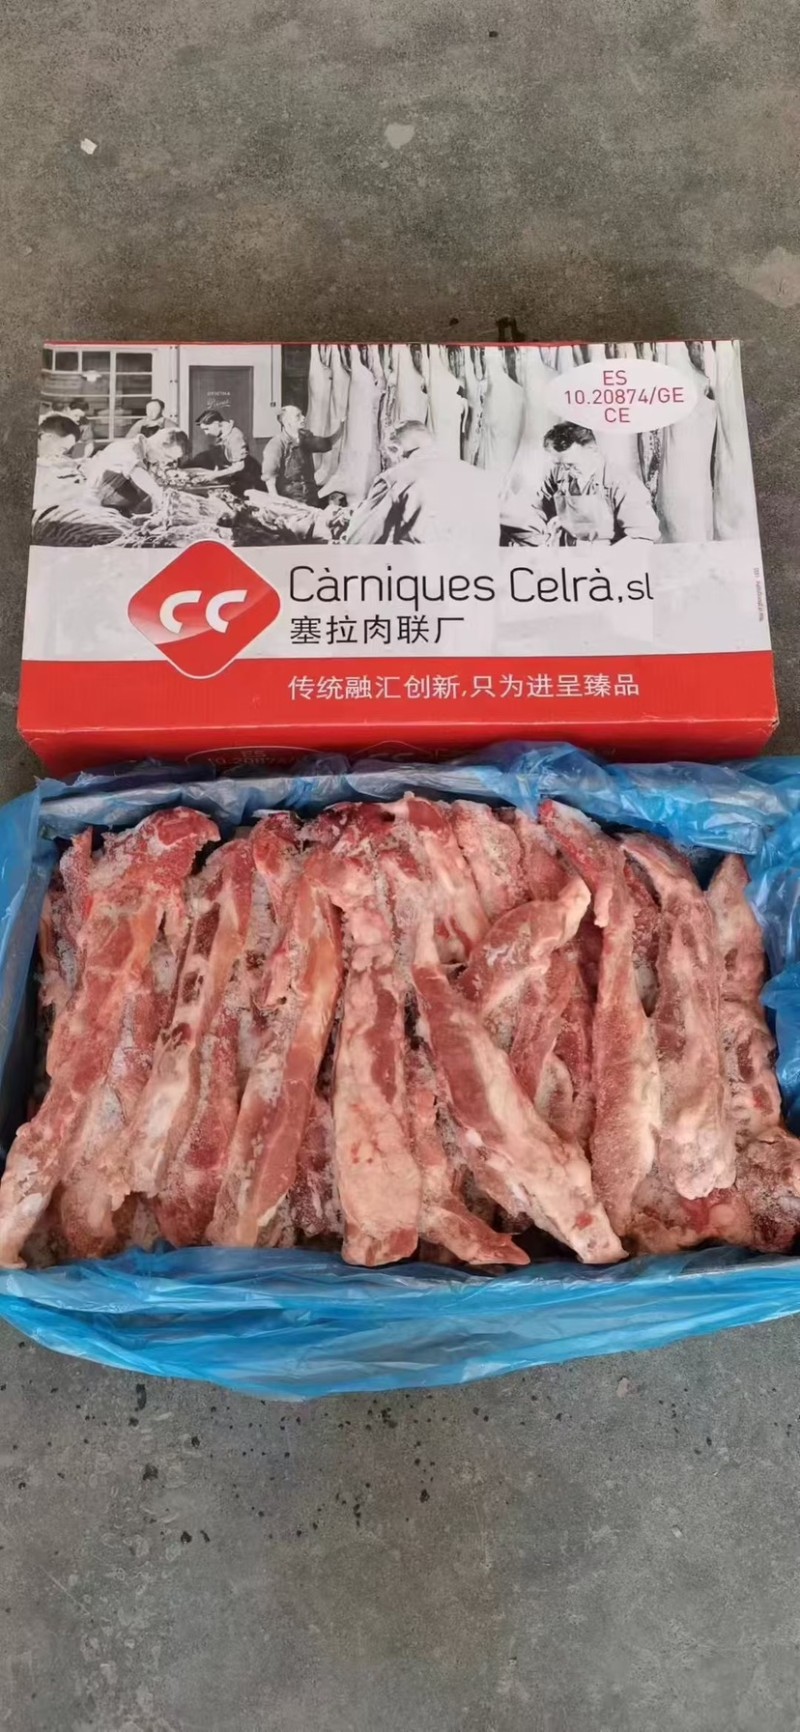 ES
10.20874/GE
CE
CC
Càrniques Celrà,sl
塞拉肉联厂
传统融汇创新,只为进呈臻品
ES